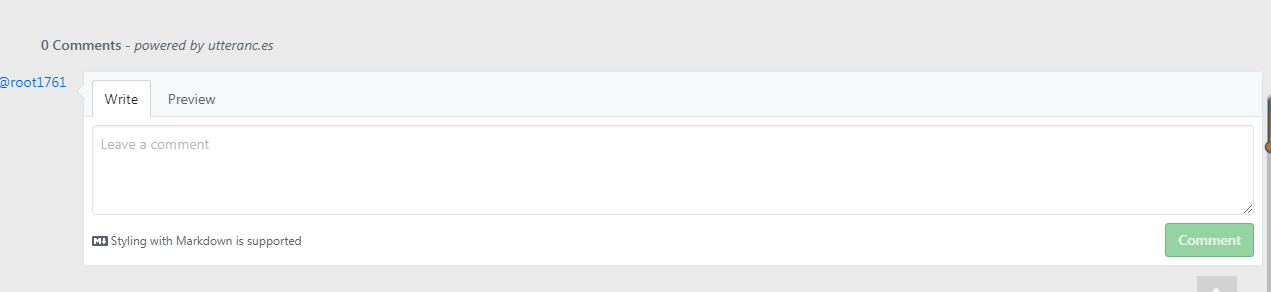 0 Comments - powered by utteranc.es
@root1761
Write
Preview
Leave a comment
Styling with Markdown is supported
Comment